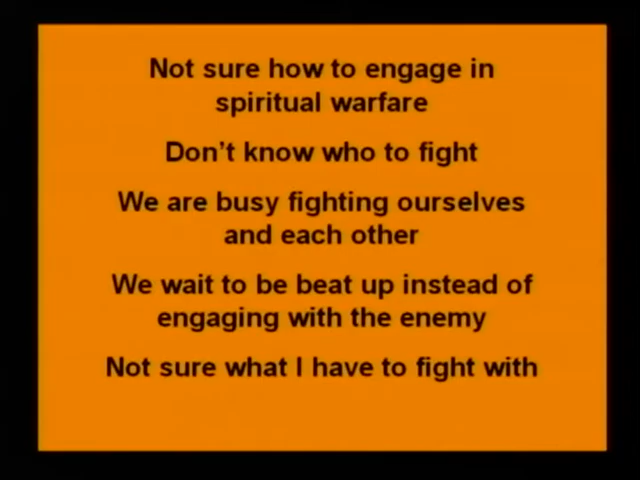 Not sure how to engage in
spiritual warfare
Don't know who to fight
We are busy fighting ourselves
and each other
We wait to be beat up instead of
engaging with the enemy
Not sure what I have to fight with